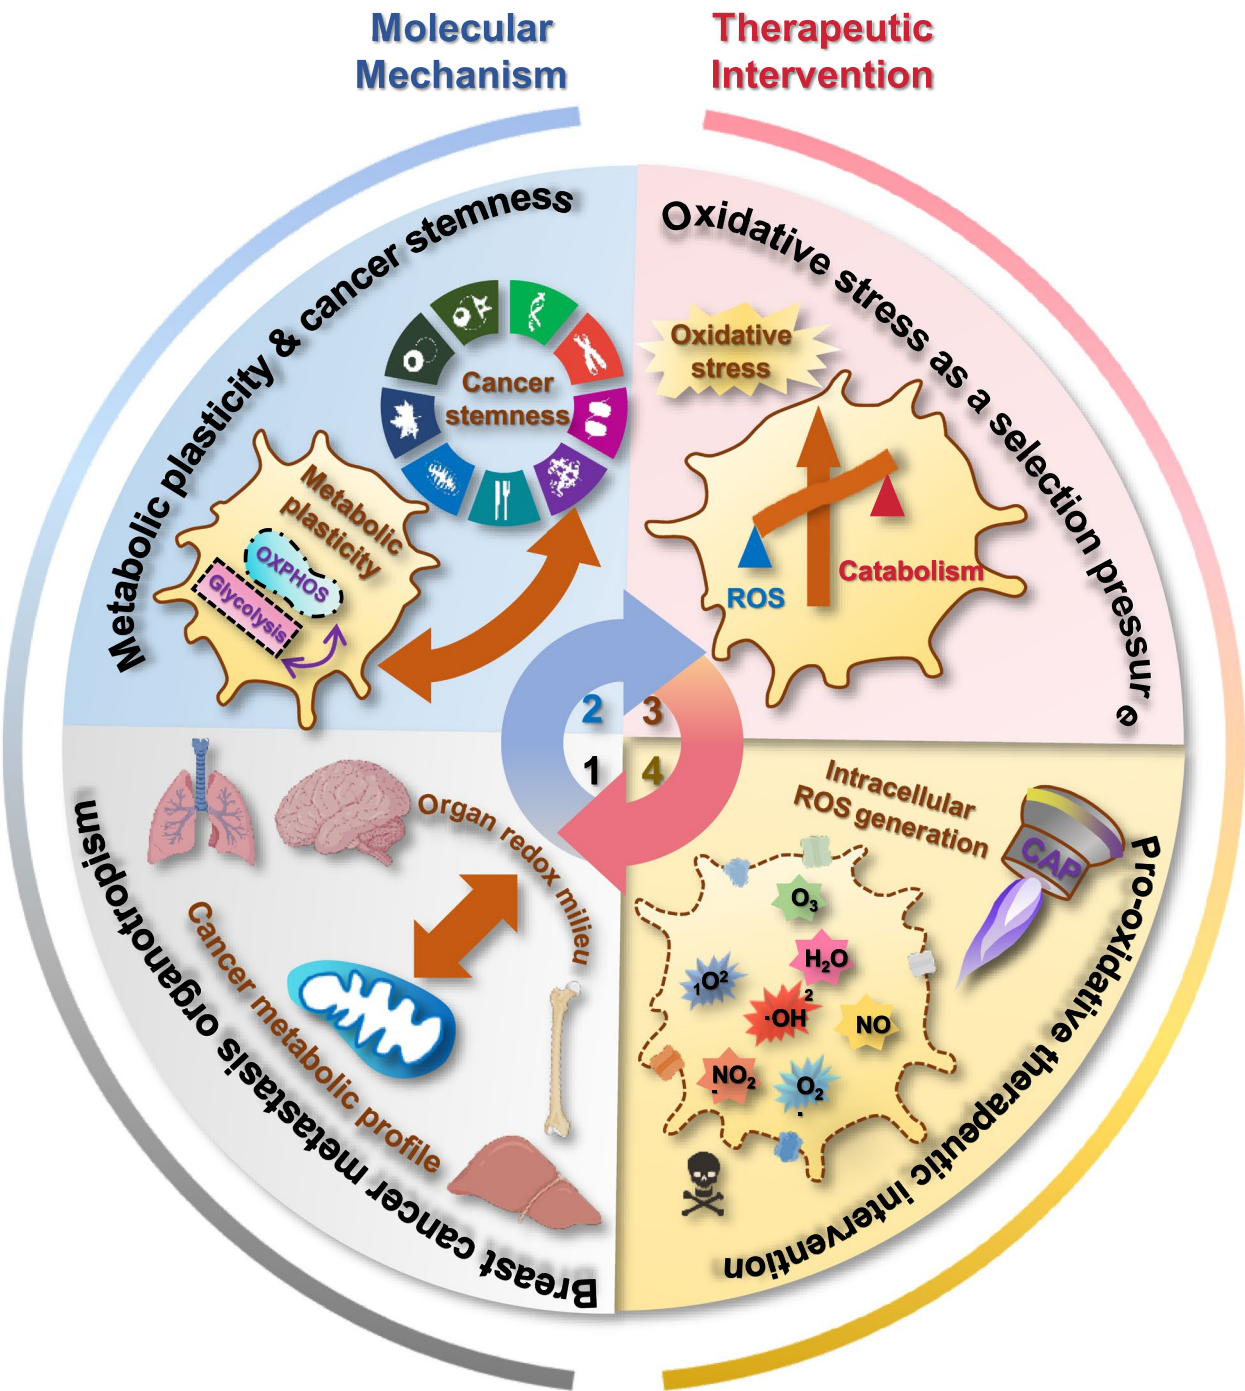 Molecular
Mechanism
Therapeutic
Intervention
Metabolic plasticity & cancer stemness
Cancer
stemness
Metabolic
plasticity
OXPHOS
Glycolysis
Oxidative stress as a selection pressure
Oxidative
stress
ROS
Catabolism
2
3
1
4
Breast cancer metastasis organotropism
Organ redox milieu
Cancer metabolic profile
Pro-oxidative therapeutic intervention
Intracellular
ROS generation
CAP
O3
H2O
2
1O2
·OH
NO
NO2
·
O2
·